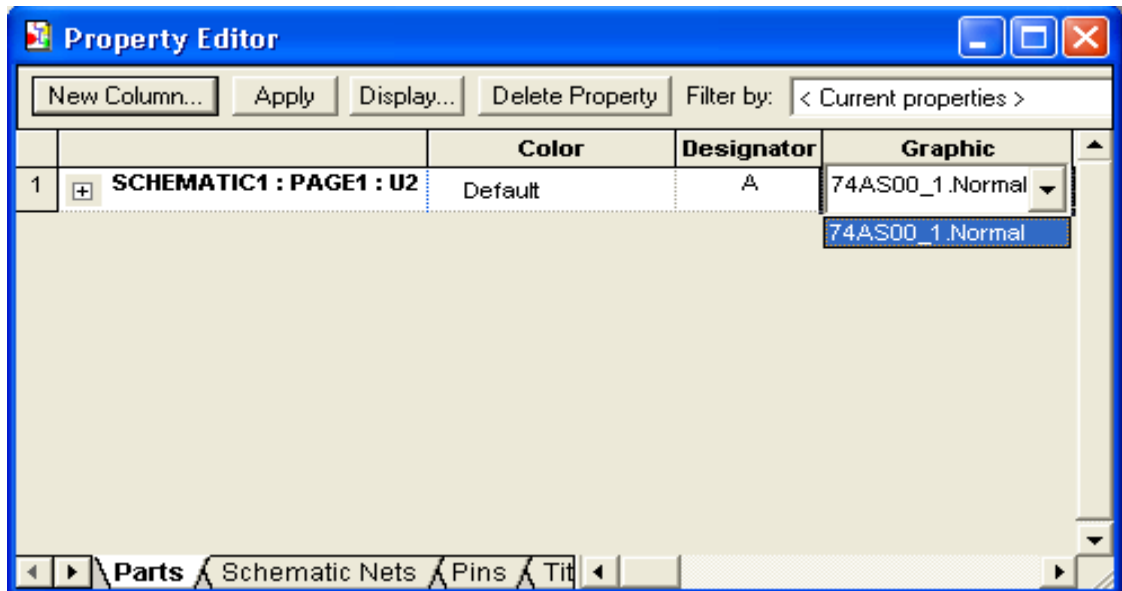 Property Editor
New Column... Apply Display... Delete Property Filter by: < Current properties >
Color Designator Graphic
1 SCHEMATIC1 : PAGE1 : U2 Default A 74AS00_1.Normal
74AS00_1.Normal
Parts Schematic Nets Pins Tit